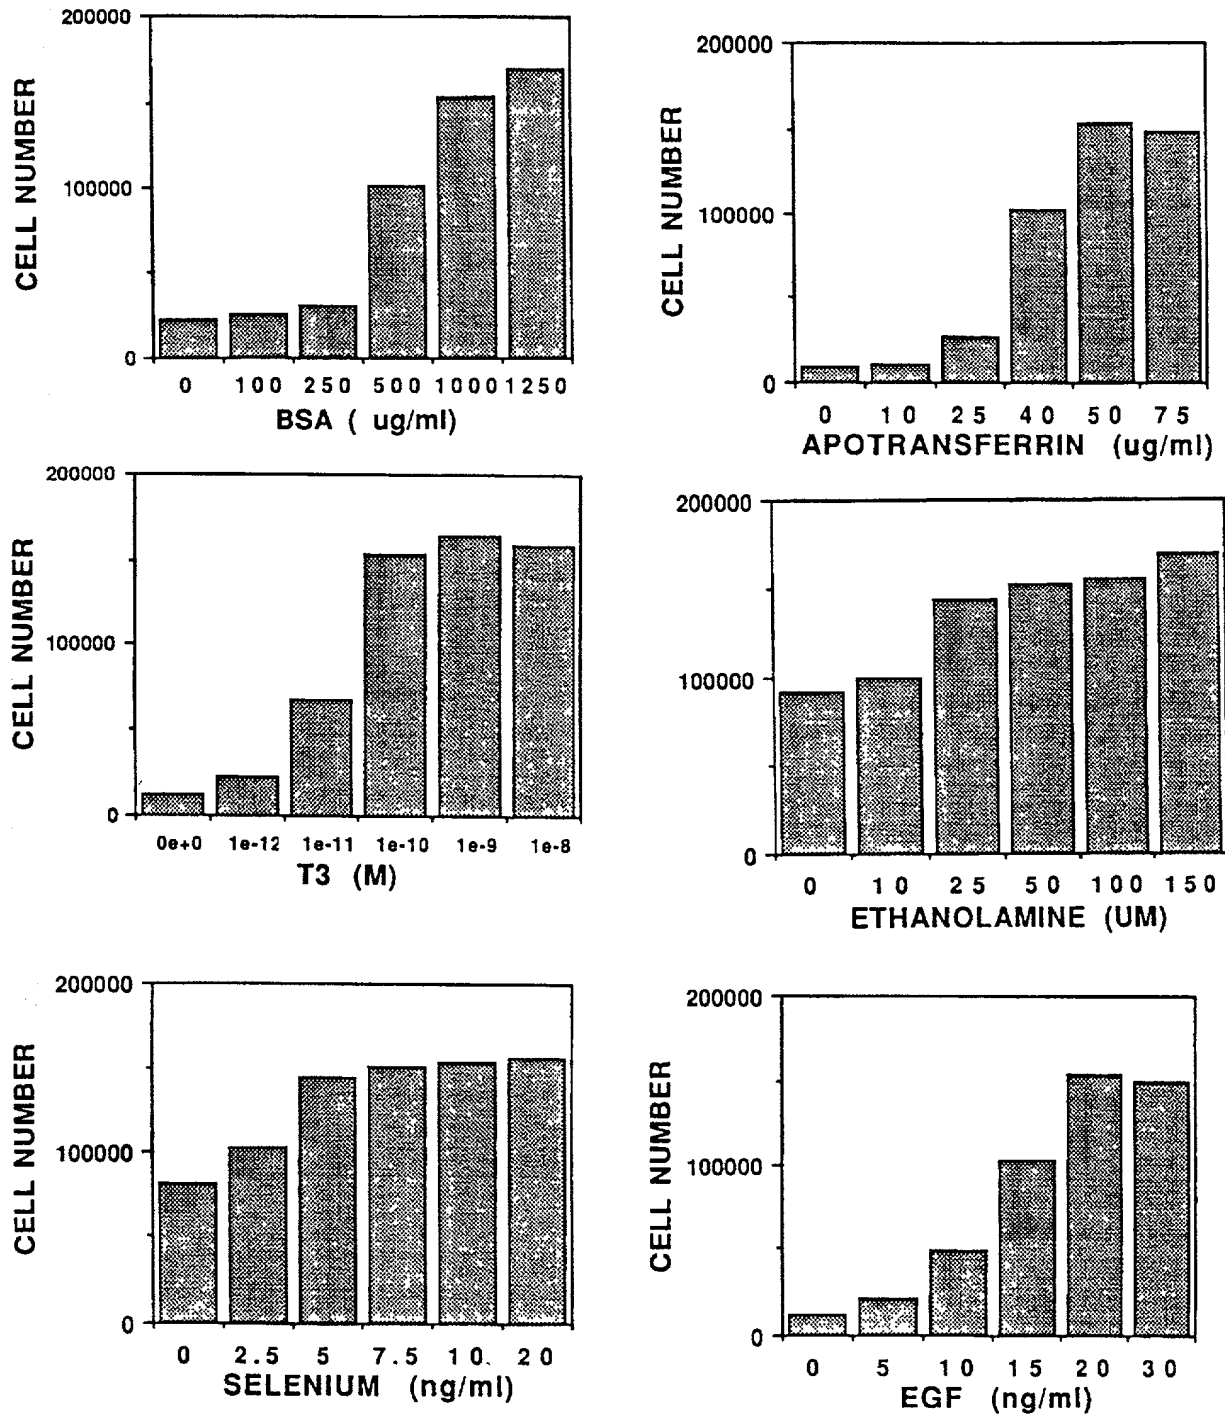 200000
CELL NUMBER
100000
0
0 100 250 500 1000 1250
BSA ( ug/ml)
200000
CELL NUMBER
100000
0
0 10 25 40 50 75
APOTRANSFERRIN (ug/ml)
200000
CELL NUMBER
100000
0
0e+0 1e-12 1e-11 1e-10 1e-9 1e-8
T3 (M)
200000
100000
0
0 10 25 50 100 150
ETHANOLAMINE (UM)
200000
CELL NUMBER
100000
0
0 2.5 5 7.5 10. 20
SELENIUM (ng/ml)
200000
CELL NUMBER
100000
0
0 5 10 15 20 30
EGF (ng/ml)